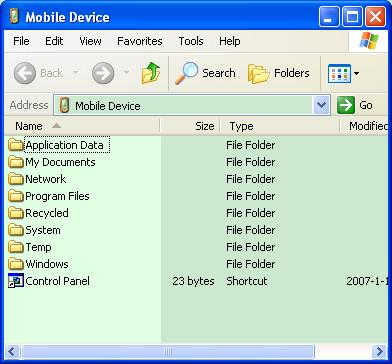 Mobile Device
File Edit View Favorites Tools Help
Back Search Folders
Address Mobile Device Go
Name Size Type Modified
Application Data File Folder
My Documents File Folder
Network File Folder
Program Files File Folder
Recycled File Folder
System File Folder
Temp File Folder
Windows File Folder
Control Panel 23 bytes Shortcut 2007-1-1